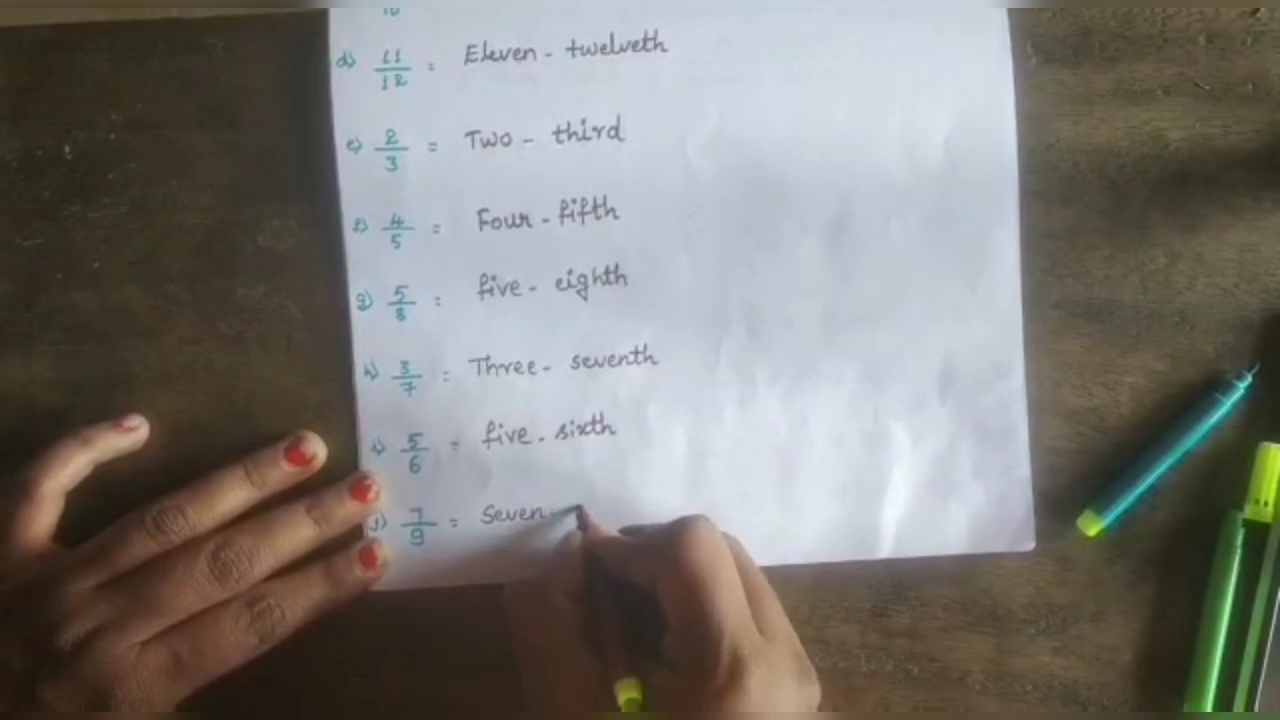 10
d) 11/12 = Eleven - twelveth
e) 2/3 = Two - third
f) 4/5 = Four - fifth
g) 5/8 = five - eighth
h) 3/7 = Three - seventh
i) 5/6 = five - sixth
j) 7/9 = Seven -